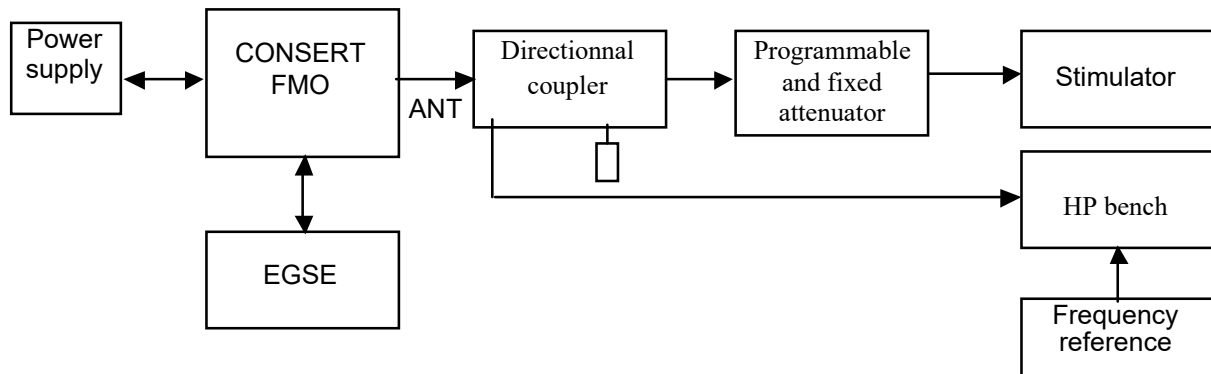 Power
supply
CONSERT
FMO
ANT
Directionnal
coupler
Programmable
and fixed
attenuator
Stimulator
HP bench
EGSE
Frequency
reference